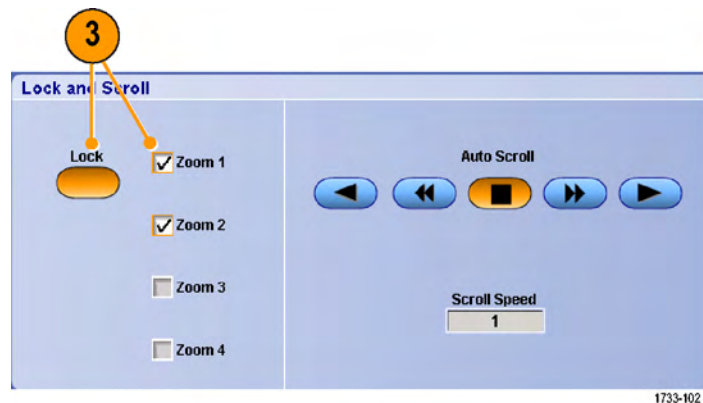 3
Lock and Scroll
Lock
Zoom 1
Zoom 2
Zoom 3
Zoom 4
Auto Scroll
Scroll Speed
1
1733-102